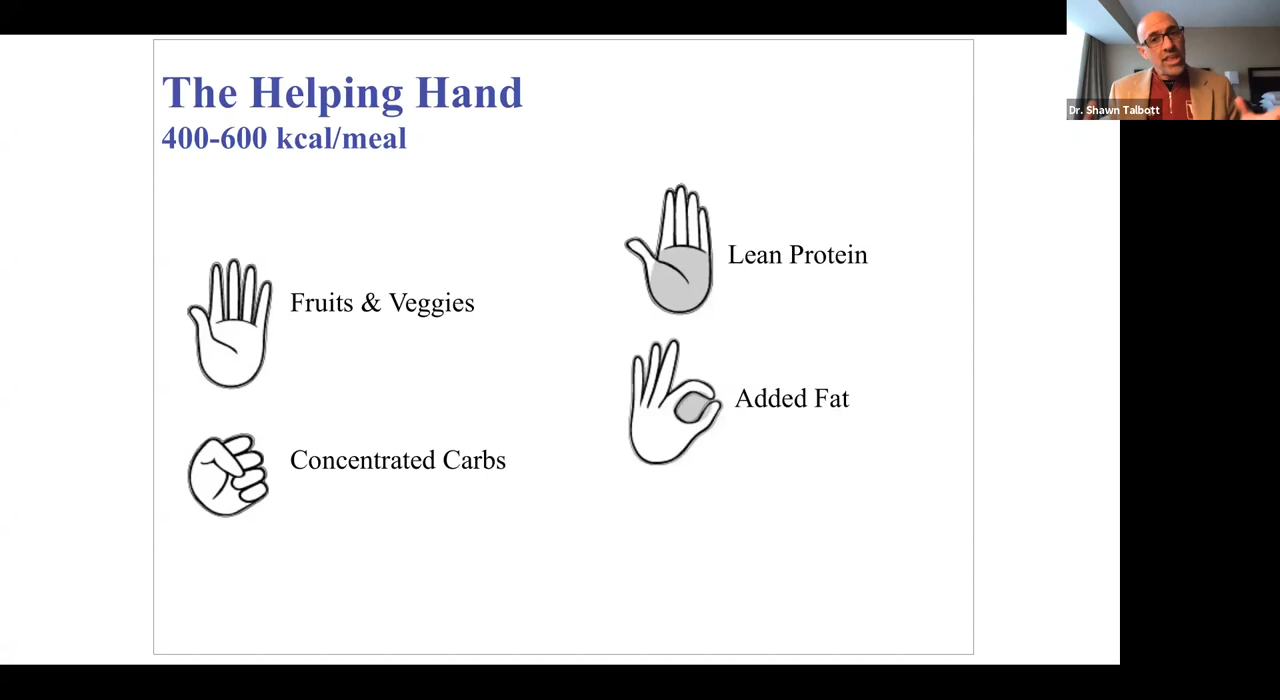 The Helping Hand
400-600 kcal/meal
Fruits & Veggies
Concentrated Carbs
Lean Protein
Added Fat
Dr. Shawn Talbott